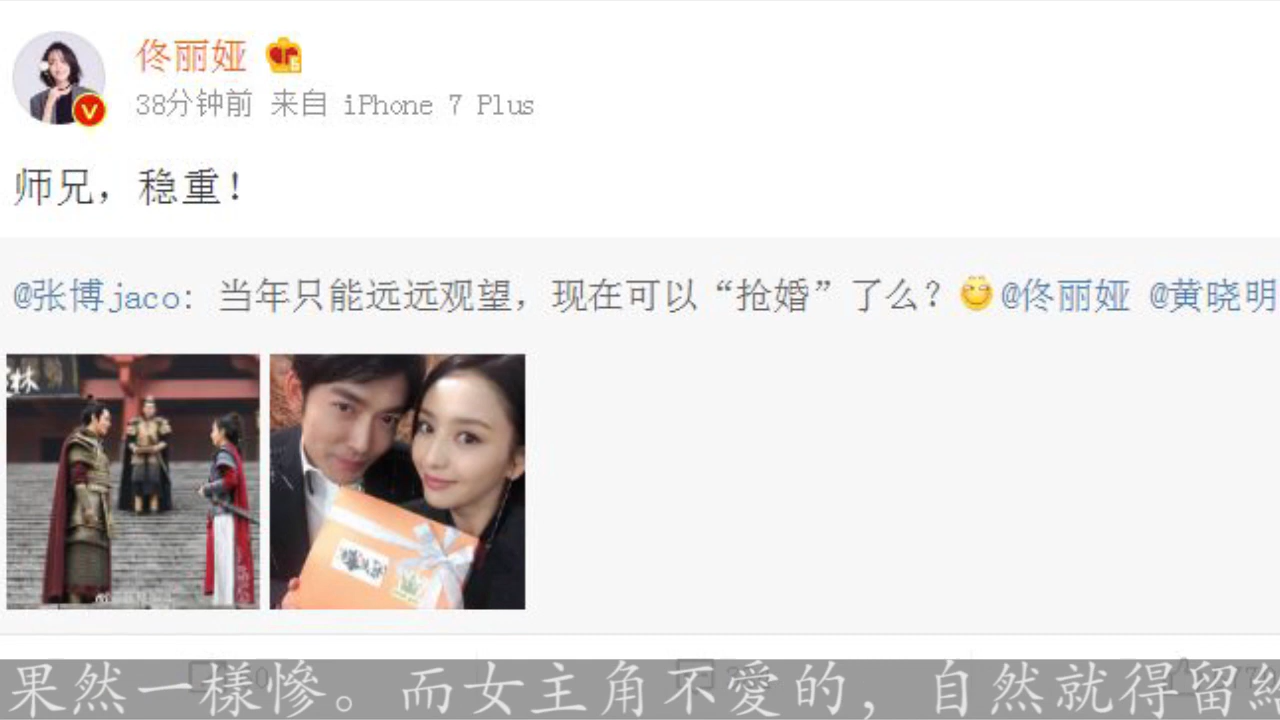 佟丽娅
38分钟前 来自 iPhone 7 Plus
师兄，稳重！
@张博jaco: 当年只能远远观望，现在可以“抢婚”了么？@佟丽娅 @黄晓明
林
果然一樣慘。而女主角不愛的，自然就得留給